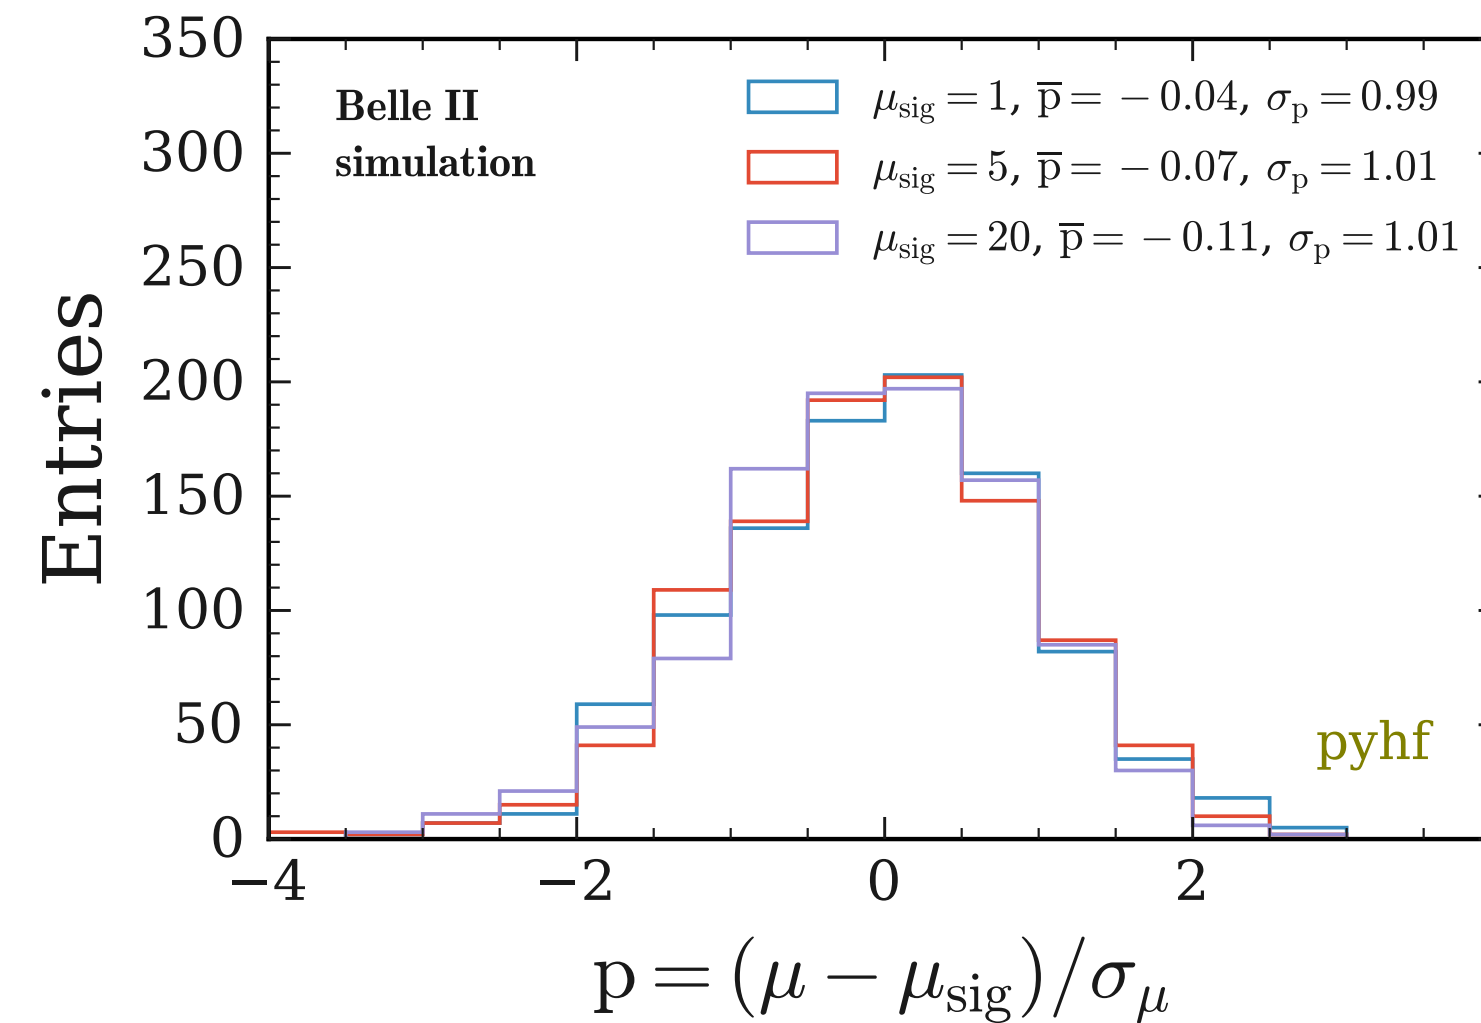 350
300
250
200
150
100
50
0
Entries
Belle II
simulation
μsig = 1, p̅ = −0.04, σp = 0.99
μsig = 5, p̅ = −0.07, σp = 1.01
μsig = 20, p̅ = −0.11, σp = 1.01
pyhf
−4 −2 0 2
p = (μ − μsig)/σμ